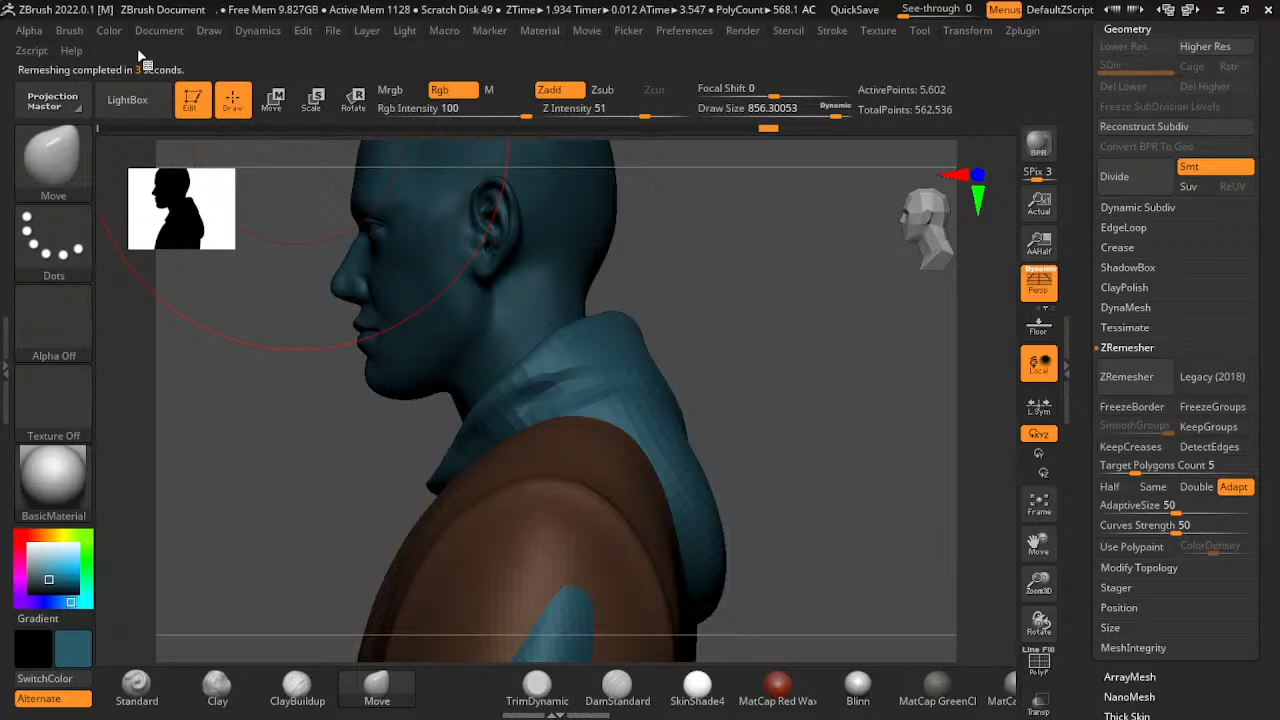 ZBrush 2022.0.1 [M] ZBrush Document . • Free Mem 9.827GB • Active Mem 1128 • Scratch Disk 49 • ZTime▸1.934 Timer▸0.02 ATime▸3.547 • PolyCount▸568.1 AC QuickSave See-through 0 Menus DefaultZScript
Alpha Brush Color Document Draw Dynamics Edit File Layer Light Macro Marker Material Movie Picker Preferences Render Stencil Stroke Texture Tool Transform Zplugin
Zscript Help
Remeshing completed in 3 seconds.
Projection Master
LightBox
Edit
Draw
Move
Scale
Rotate
Mrgb Rgb M
Rgb Intensity 100
Zadd Zsub Zcut
Z Intensity 51
Focal Shift 0
Draw Size 856.30053 Dynamic
ActivePoints: 5,602
TotalPoints: 562,536
Move
Dots
Alpha Off
Texture Off
BasicMaterial
Gradient
SwitchColor
Alternate
BPR
SPix 3
Actual
AAHalf
Dynamic
Persp
Floor
Local
L.Sym
XYZ
Frame
Move
Zoom3D
Rotate
Line Fill
PolyF
Transp
Geometry
Lower Res Higher Res
SDiv Cage Rstr
Del Lower Del Higher
Freeze SubDivision Levels
Reconstruct Subdiv
Convert BPR To Geo
Divide Smt
Suv ReUV
Dynamic Subdiv
EdgeLoop
Crease
ShadowBox
ClayPolish
DynaMesh
Tessimate
ZRemesher
ZRemesher Legacy (2018)
FreezeBorder FreezeGroups
SmoothGroups KeepGroups
KeepCreases DetectEdges
Target Polygons Count 5
Half Same Double Adapt
AdaptiveSize 50
Curves Strength 50
Use Polypaint ColorDensity
Modify Topology
Stager
Position
Size
MeshIntegrity
ArrayMesh
NanoMesh
Thick Skin
Standard Clay ClayBuildup Move TrimDynamic DamStandard SkinShade4 MatCap Red Wax Blinn MatCap GreenCl MatCa